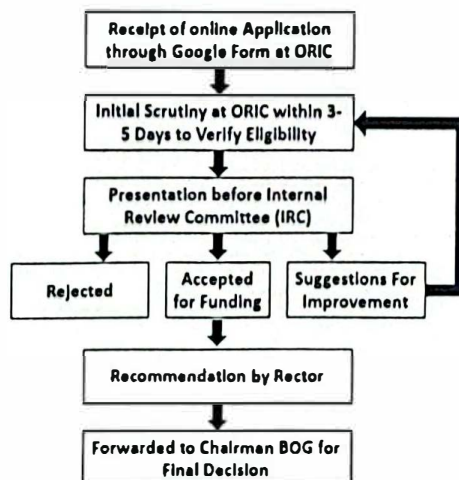 Receipt of online Application
through Google Form at ORIC
Initial Scrutiny at ORIC within 3-
5 Days to Verify Eligibility
Presentation before Internal
Review Committee (IRC)
Rejected
Accepted
for Funding
Suggestions For
Improvement
Recommendation by Rector
Forwarded to Chairman BOG for
Final Decision